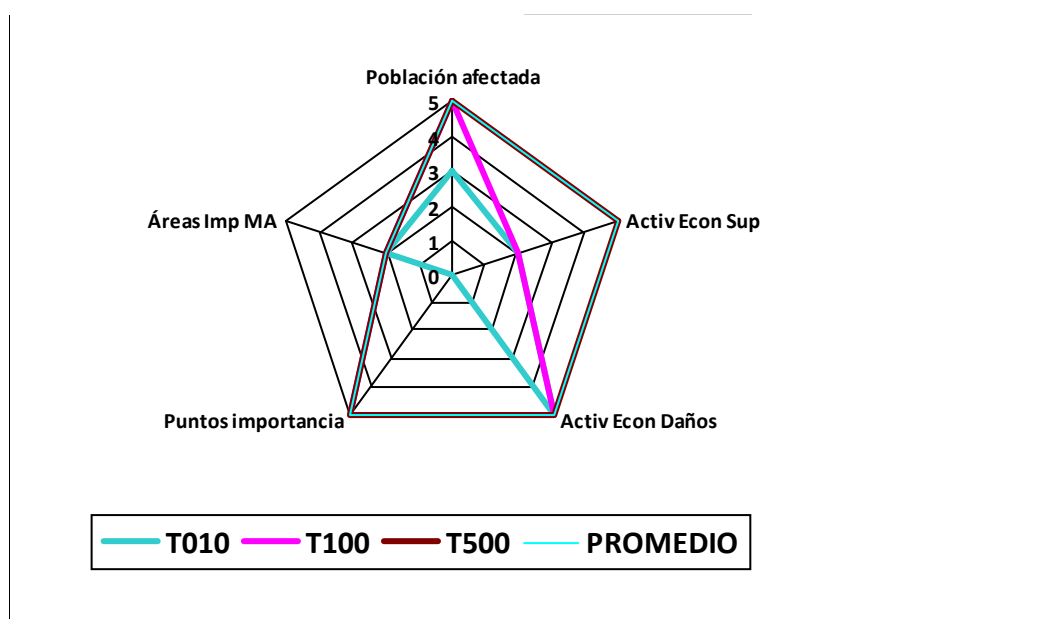 Población afectada
5
4
3
2
1
0
Áreas Imp MA
Activ Econ Sup
Puntos importancia
Activ Econ Daños
T010 T100 T500 PROMEDIO